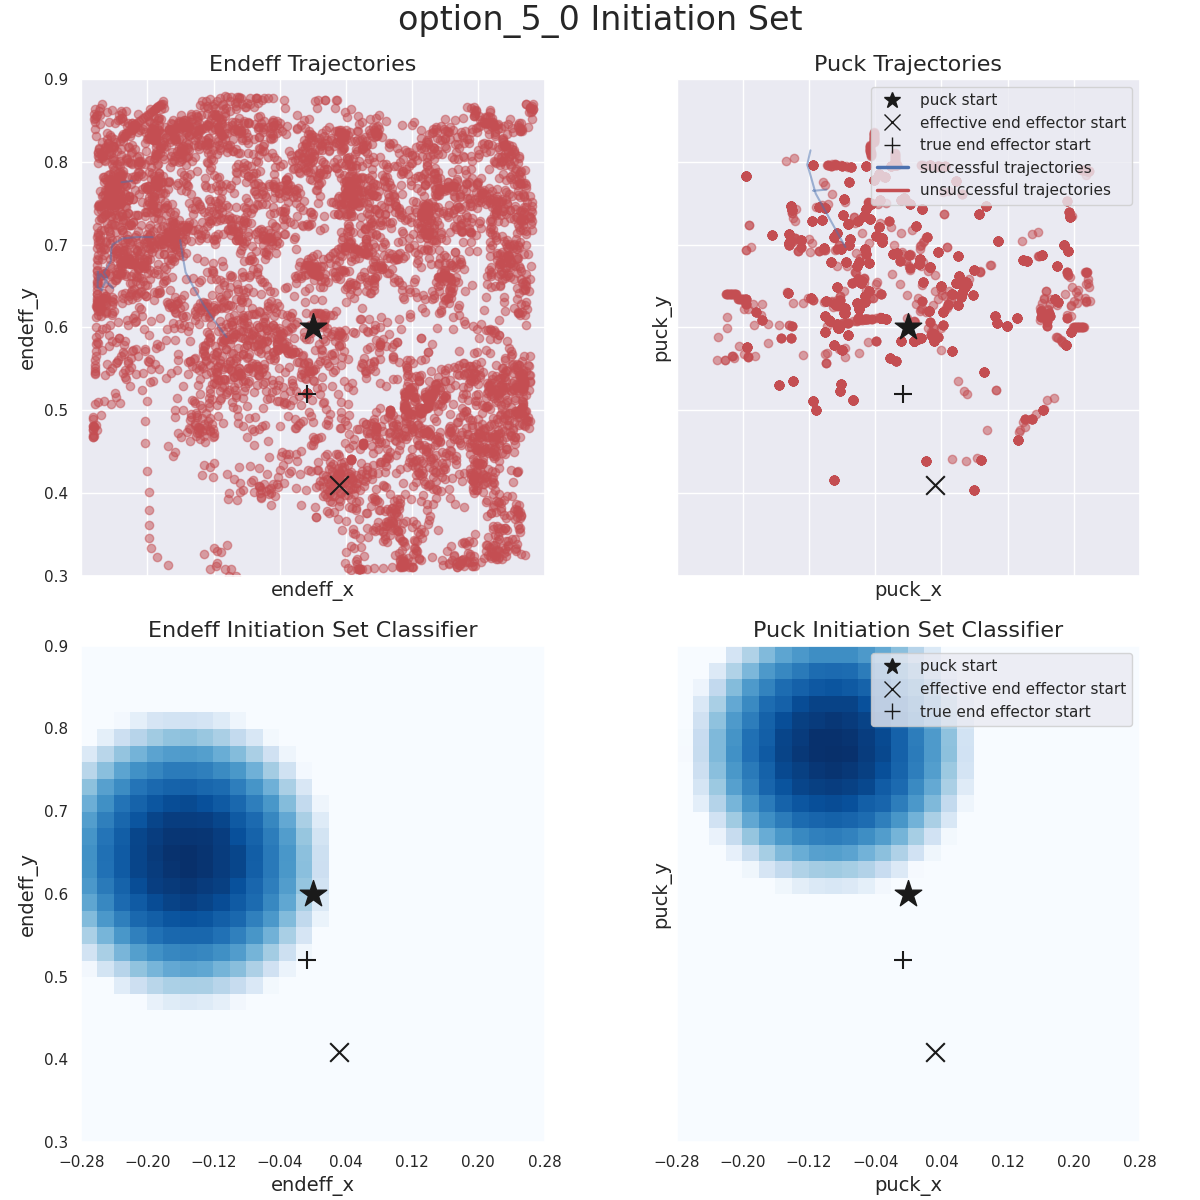 option_5_0 Initiation Set
Endeff Trajectories
Puck Trajectories
0.9
0.8
0.7
0.6
0.5
0.4
0.3
endeff_y
endeff_x
puck_y
puck_x
puck start
effective end effector start
true end effector start
successful trajectories
unsuccessful trajectories
Endeff Initiation Set Classifier
Puck Initiation Set Classifier
0.9
0.8
0.7
0.6
0.5
0.4
0.3
endeff_y
−0.28 −0.20 −0.12 −0.04 0.04 0.12 0.20 0.28
endeff_x
puck_y
puck start
effective end effector start
true end effector start
−0.28 −0.20 −0.12 −0.04 0.04 0.12 0.20 0.28
puck_x